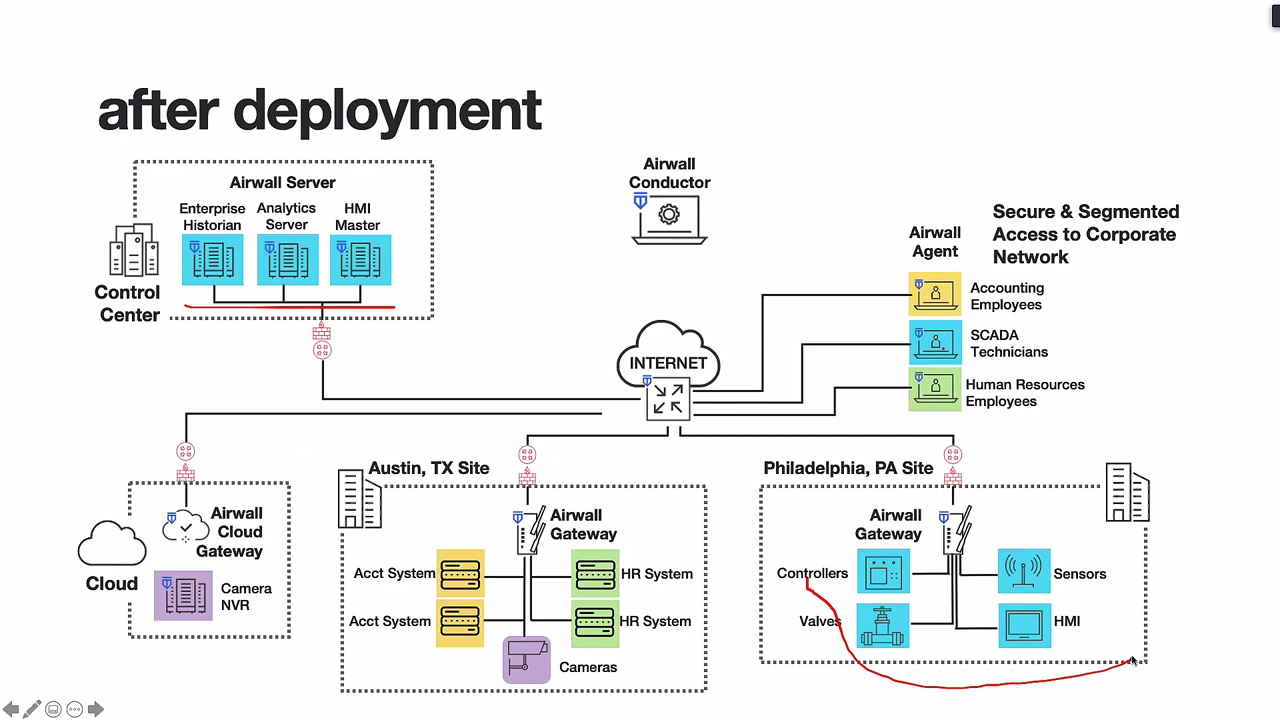 after deployment
Airwall Server
Enterprise
Historian
Analytics
Server
HMI
Master
Control
Center
Airwall
Conductor
Airwall
Agent
Secure & Segmented
Access to Corporate
Network
Accounting
Employees
SCADA
Technicians
Human Resources
Employees
INTERNET
Cloud
Airwall
Cloud
Gateway
Camera
NVR
Austin, TX Site
Airwall
Gateway
Acct System
HR System
Acct System
HR System
Cameras
Philadelphia, PA Site
Airwall
Gateway
Controllers
Sensors
Valves
HMI